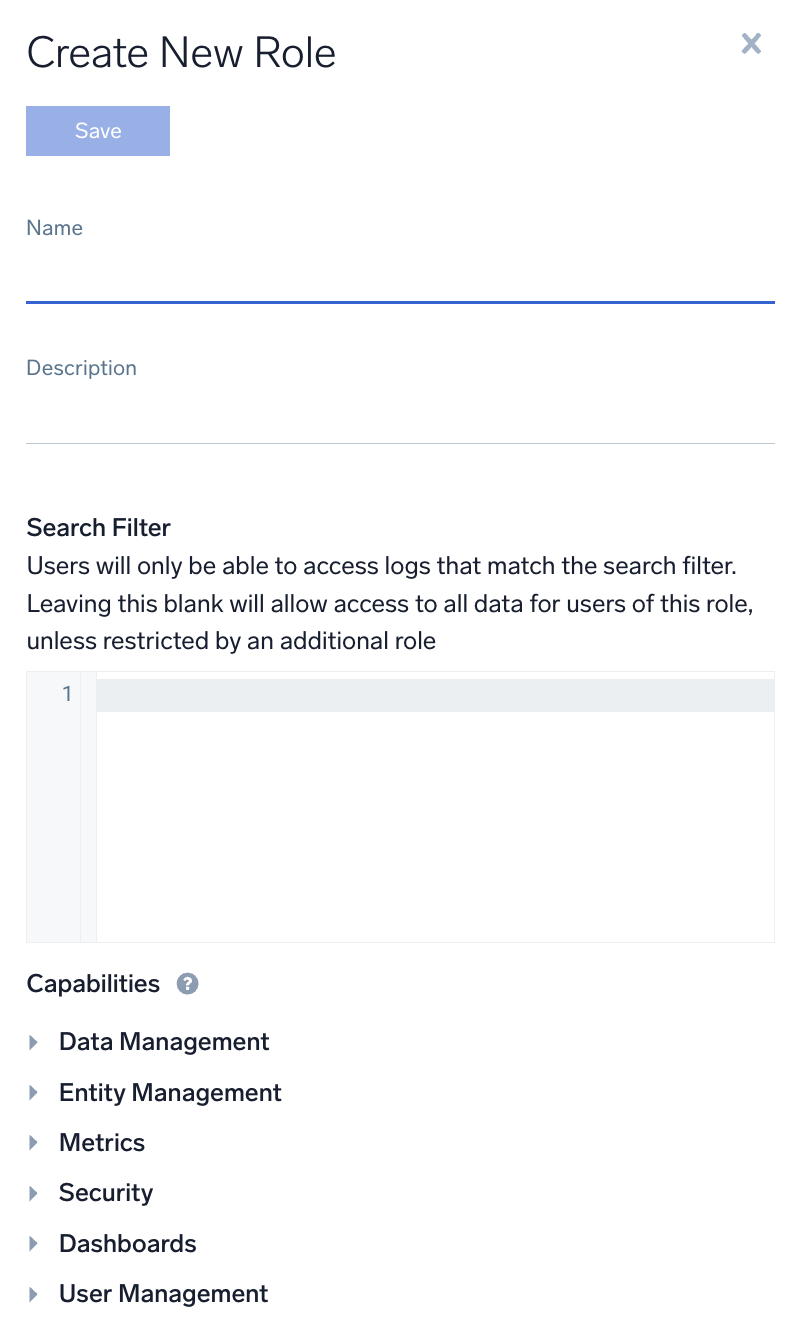 Create New Role
Save
Name
Description
Search Filter
Users will only be able to access logs that match the search filter.
Leaving this blank will allow access to all data for users of this role,
unless restricted by an additional role
1
Capabilities ?
Data Management
Entity Management
Metrics
Security
Dashboards
User Management